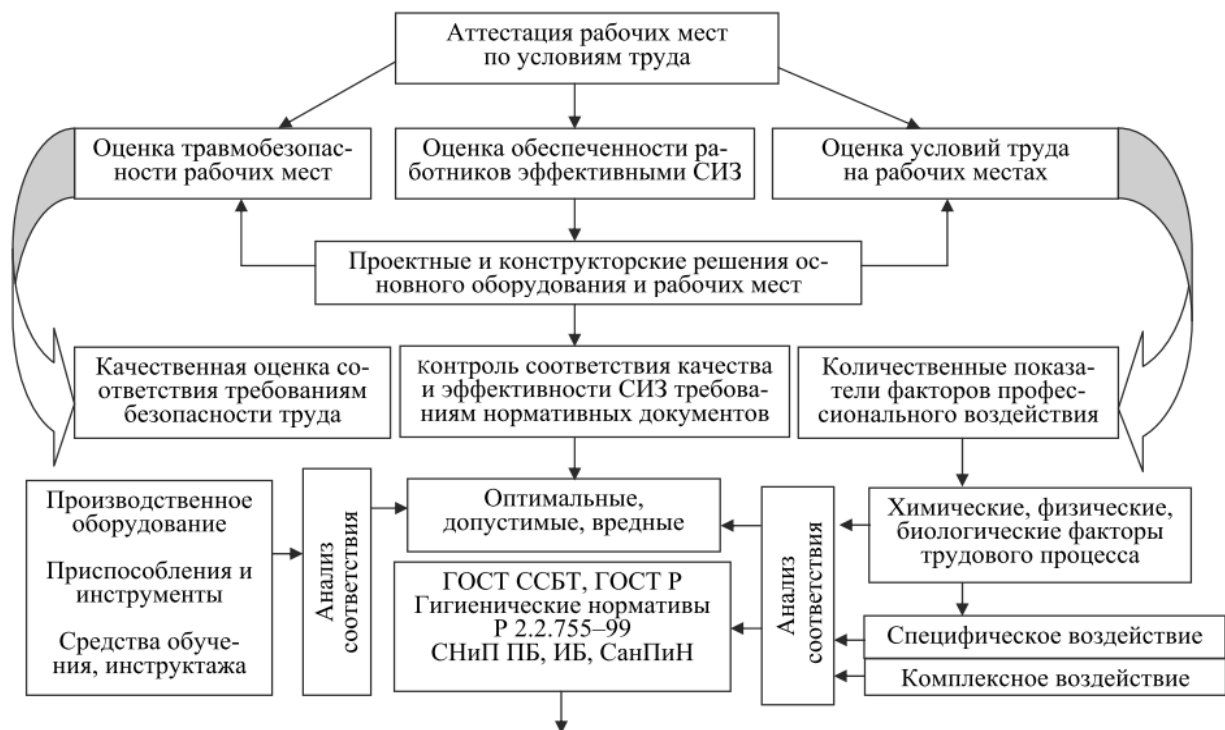 Аттестация рабочих мест
по условиям труда
Оценка травмобезопас-
ности рабочих мест
Оценка обеспеченности ра-
ботников эффективными СИЗ
Оценка условий труда
на рабочих местах
Проектные и конструкторские решения ос-
новного оборудования и рабочих мест
Качественная оценка со-
ответствия требованиям
безопасности труда
контроль соответствия качества
и эффективности СИЗ требова-
ниям нормативных документов
Количественные показа-
тели факторов профес-
сионального воздействия
Производственное
оборудование
Приспособления и
инструменты
Средства обуче-
ния, инструктажа
Анализ
соответствия
Оптимальные,
допустимые, вредные
ГОСТ ССБТ, ГОСТ Р
Гигиенические нормативы
Р 2.2.755–99
СНиП ПБ, ИБ, СанПиН
Анализ
соответствия
Химические, физические,
биологические факторы
трудового процесса
Специфическое воздействие
Комплексное воздействие